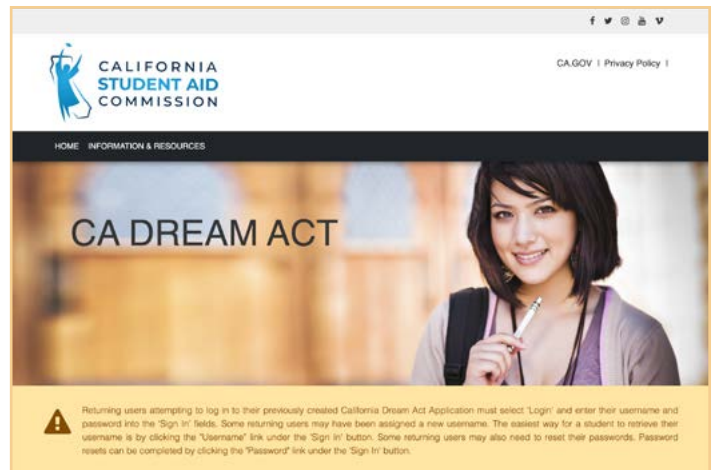 CALIFORNIA
STUDENT AID
COMMISSION
CA.GOV | Privacy Policy |
HOME INFORMATION & RESOURCES
CA DREAM ACT
Returning users attempting to log in to their previously created California Dream Act Application must select 'Login' and enter their username and
password into the 'Sign In' fields. Some returning users may have been assigned a new username. The easiest way for a student to retrieve their
username is by clicking the "Username" link under the 'Sign In' button. Some returning users may also need to reset their passwords. Password
resets can be completed by clicking the "Password" link under the 'Sign In' button.